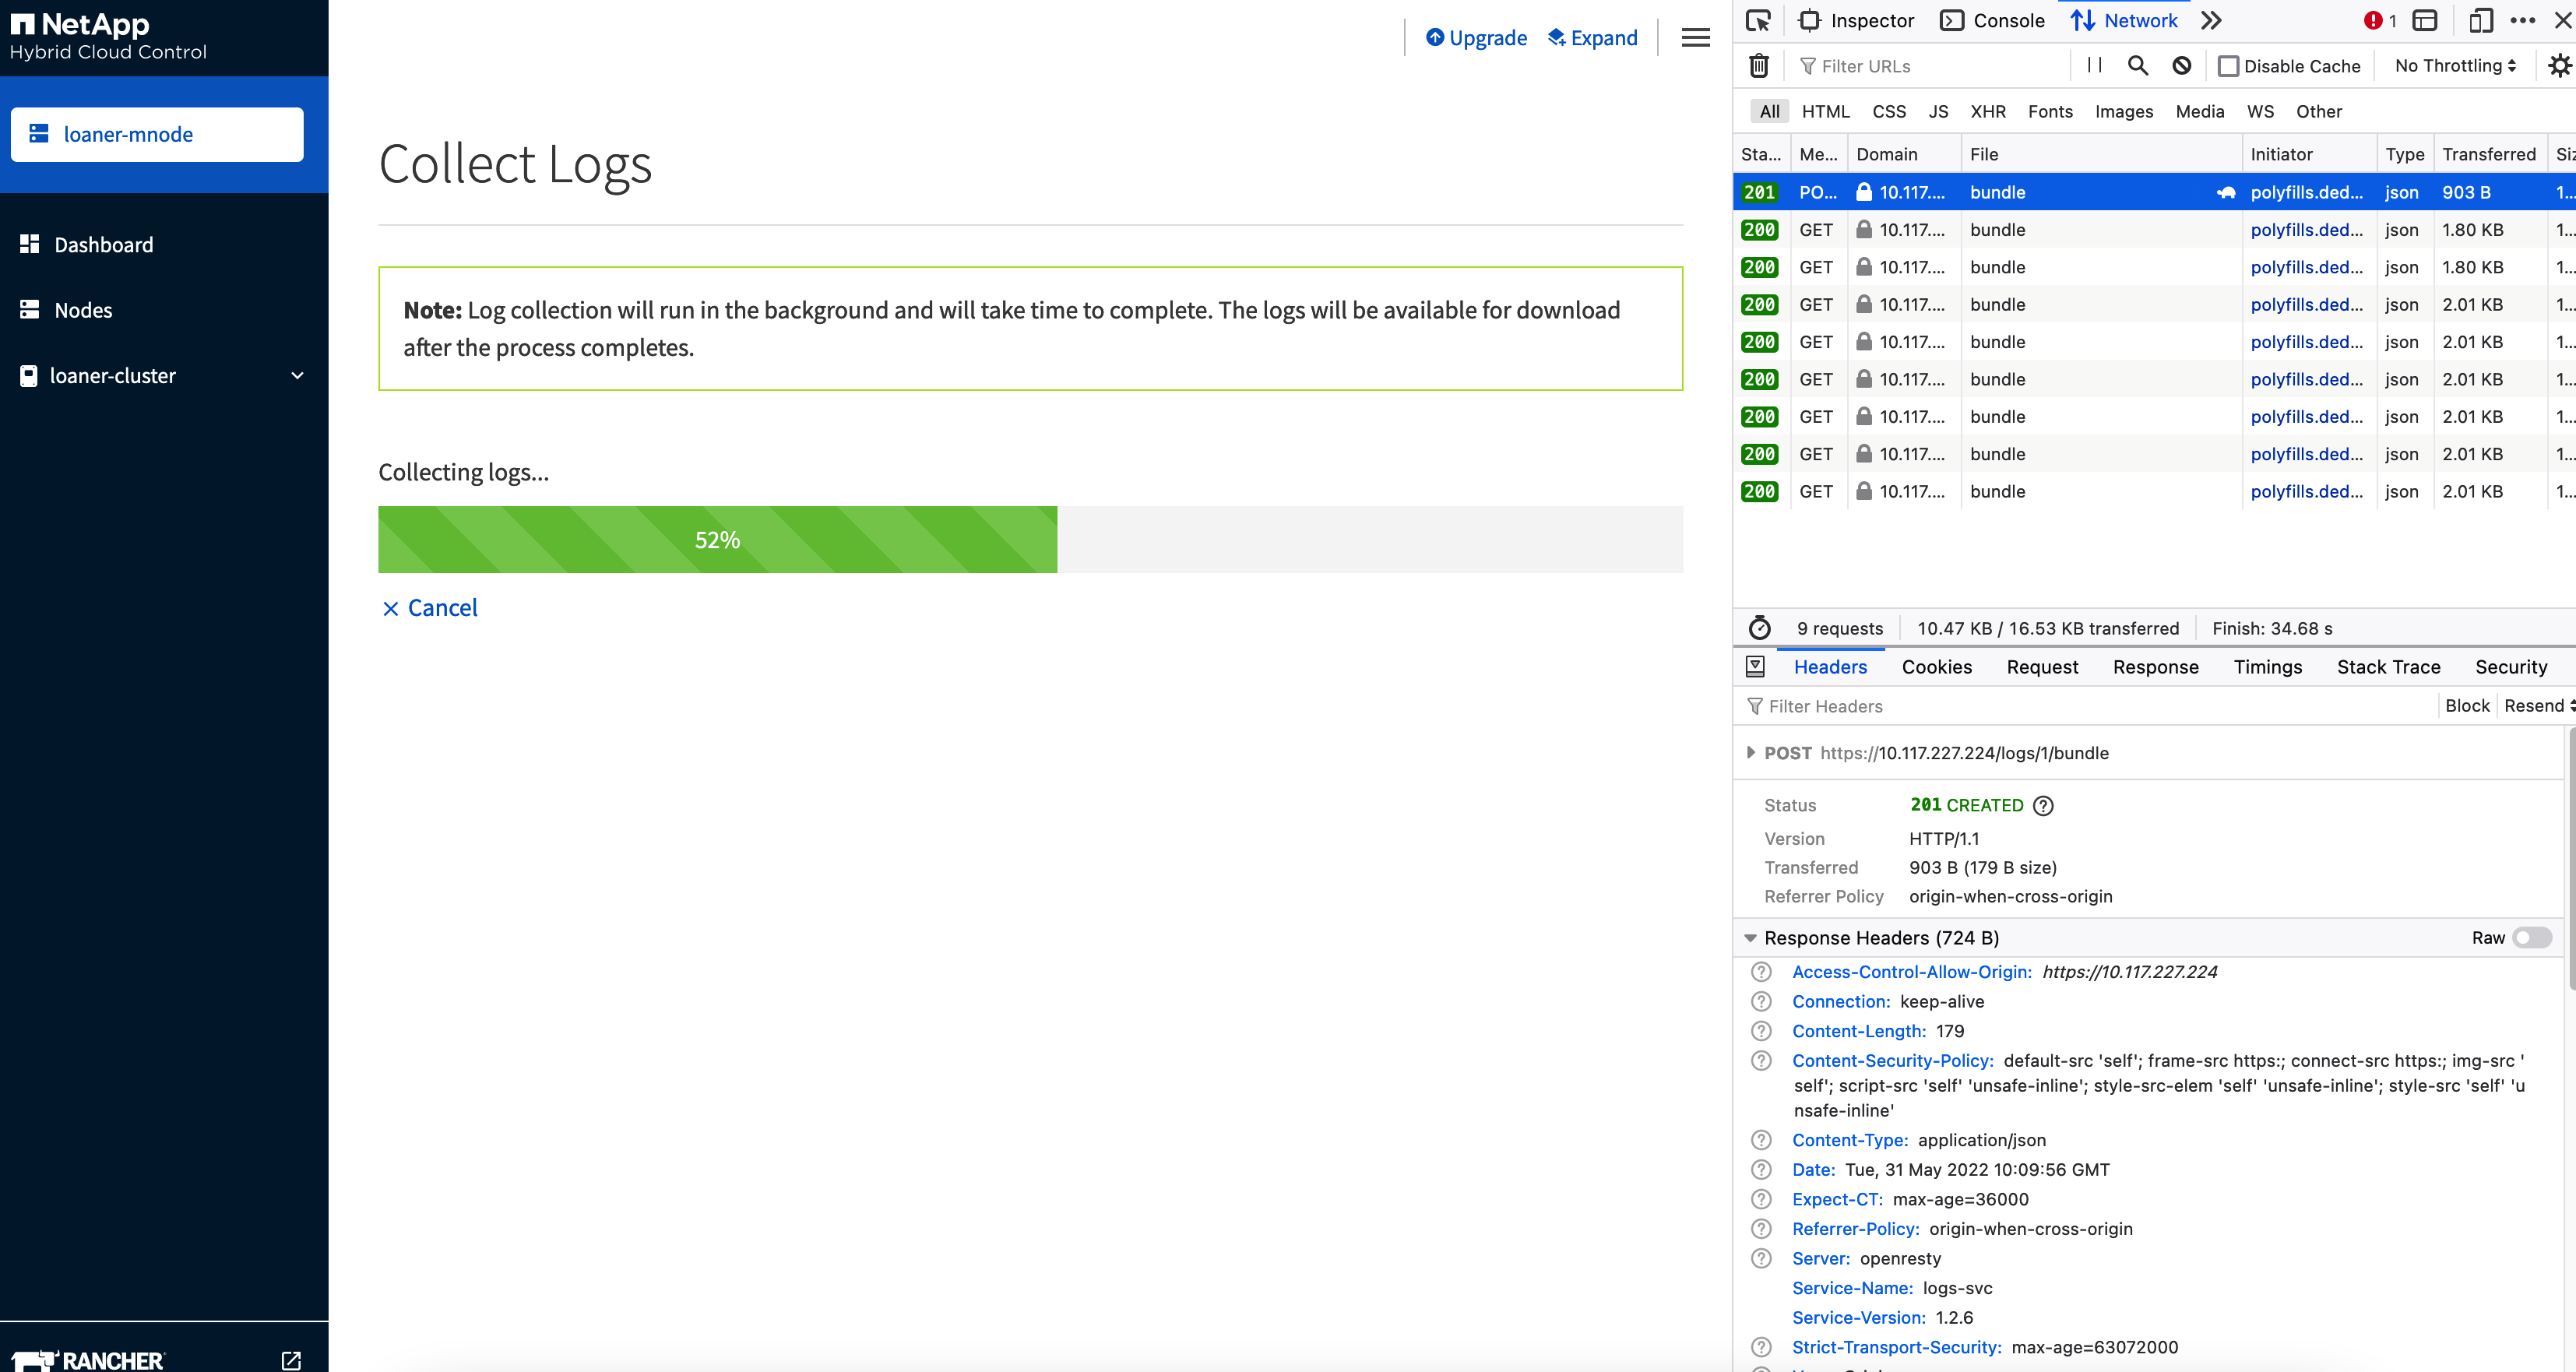 NetApp
Hybrid Cloud Control
loaner-mnode
Dashboard
Nodes
loaner-cluster
RANCHER
Upgrade
Expand
Collect Logs
Note: Log collection will run in the background and will take time to complete. The logs will be available for download
after the process completes.
Collecting logs...
52%
Cancel
Inspector Console Network 1
Filter URLs Disable Cache No Throttling
All HTML CSS JS XHR Fonts Images Media WS Other
Sta... Me... Domain File Initiator Type Transferred Siz
201 PO... 10.117.... bundle polyfills.ded... json 903 B 1...
200 GET 10.117.... bundle polyfills.ded... json 1.80 KB 1...
200 GET 10.117.... bundle polyfills.ded... json 1.80 KB 1...
200 GET 10.117.... bundle polyfills.ded... json 2.01 KB 1...
200 GET 10.117.... bundle polyfills.ded... json 2.01 KB 1...
200 GET 10.117.... bundle polyfills.ded... json 2.01 KB 1...
200 GET 10.117.... bundle polyfills.ded... json 2.01 KB 1...
200 GET 10.117.... bundle polyfills.ded... json 2.01 KB 1...
200 GET 10.117.... bundle polyfills.ded... json 2.01 KB 1...
9 requests 10.47 KB / 16.53 KB transferred Finish: 34.68 s
Headers Cookies Request Response Timings Stack Trace Security
Filter Headers Block Resend
POST https://10.117.227.224/logs/1/bundle
Status 201 CREATED
Version HTTP/1.1
Transferred 903 B (179 B size)
Referrer Policy origin-when-cross-origin
Response Headers (724 B) Raw
Access-Control-Allow-Origin: https://10.117.227.224
Connection: keep-alive
Content-Length: 179
Content-Security-Policy: default-src 'self'; frame-src https:; connect-src https:; img-src '
self'; script-src 'self' 'unsafe-inline'; style-src-elem 'self' 'unsafe-inline'; style-src 'self' 'u
nsafe-inline'
Content-Type: application/json
Date: Tue, 31 May 2022 10:09:56 GMT
Expect-CT: max-age=36000
Referrer-Policy: origin-when-cross-origin
Server: openresty
Service-Name: logs-svc
Service-Version: 1.2.6
Strict-Transport-Security: max-age=63072000